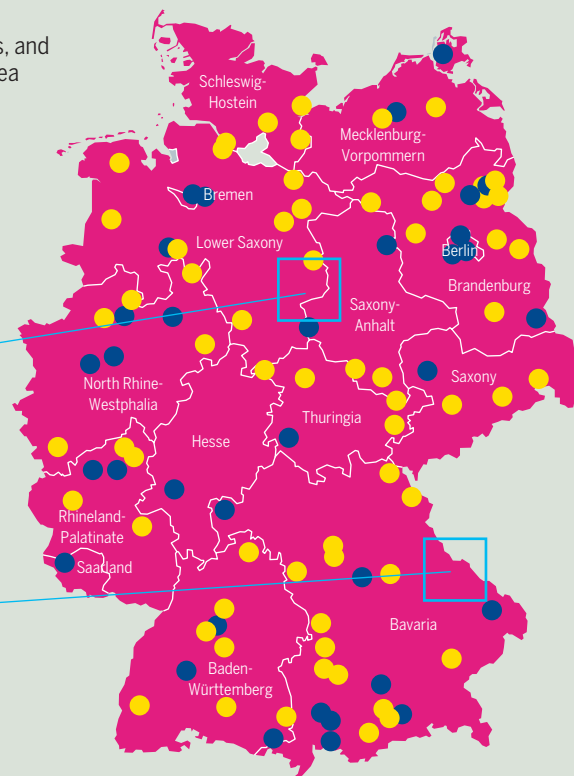 s, and
ea
Schleswig-
Hostein
Mecklenburg-
Vorpommern
Bremen
Lower Saxony
Berlin
Brandenburg
Saxony-
Anhalt
North Rhine-
Westphalia
Saxony
Thuringia
Hesse
Rhineland-
Palatinate
Saarland
Bavaria
Baden-
Württemberg